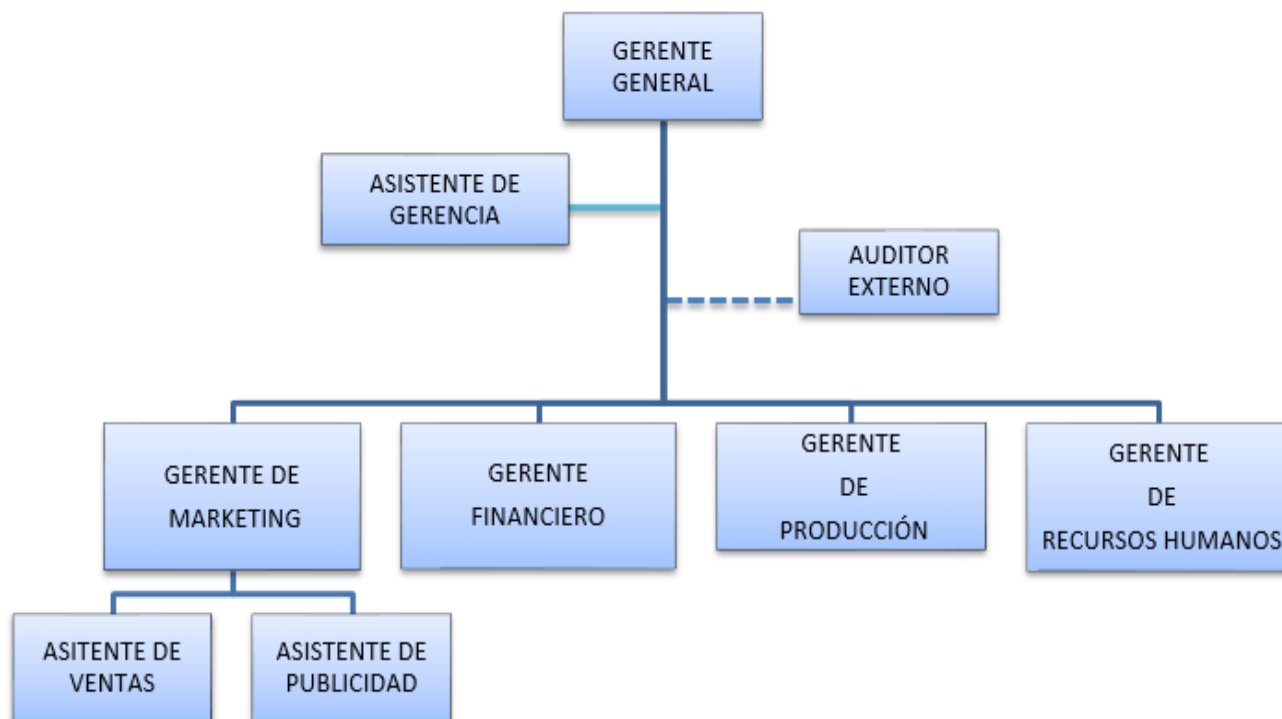 GERENTE
GENERAL
ASISTENTE DE
GERENCIA
AUDITOR
EXTERNO
GERENTE DE
MARKETING
GERENTE
FINANCIERO
GERENTE
DE
PRODUCCIÓN
GERENTE
DE
RECURSOS HUMANOS
ASITENTE DE
VENTAS
ASISTENTE DE
PUBLICIDAD